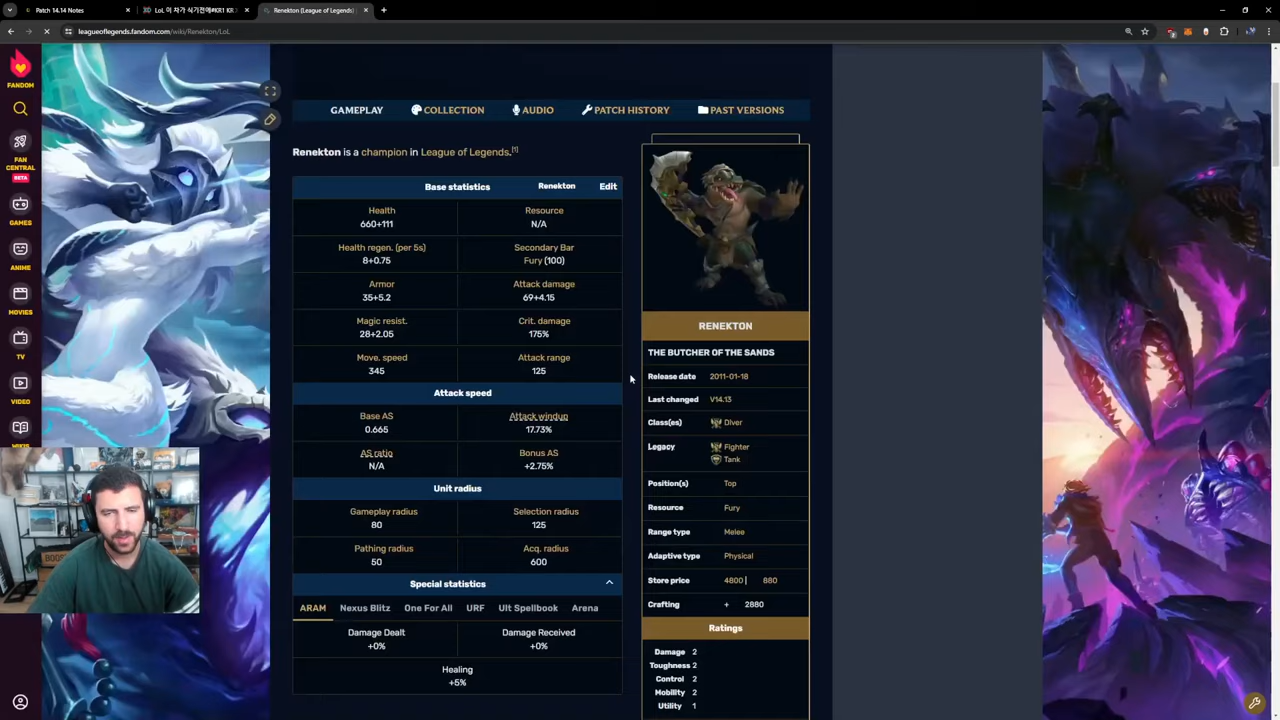 Patch 14.14 Notes
LoL 이 차가 식기전에#KR1 KR
Renekton (League of Legends)
leagueoflegends.fandom.com/wiki/Renekton/LoL
FANDOM
FAN
CENTRAL
BETA
GAMES
ANIME
MOVIES
TV
VIDEO
WIKIS
GAMEPLAY COLLECTION AUDIO PATCH HISTORY PAST VERSIONS
Renekton is a champion in League of Legends.[1]
Base statistics Renekton Edit
Health Resource
660+111 N/A
Health regen. (per 5s) Secondary Bar
8+0.75 Fury (100)
Armor Attack damage
35+5.2 69+4.15
Magic resist. Crit. damage
28+2.05 175%
Move. speed Attack range
345 125
Attack speed
Base AS Attack windup
0.665 17.73%
AS ratio Bonus AS
N/A +2.75%
Unit radius
Gameplay radius Selection radius
80 125
Pathing radius Acq. radius
50 600
Special statistics
ARAM Nexus Blitz One For All URF Ult Spellbook Arena
Damage Dealt Damage Received
+0% +0%
Healing
+5%
RENEKTON
THE BUTCHER OF THE SANDS
Release date 2011-01-18
Last changed V14.13
Class(es) Diver
Legacy Fighter
Tank
Position(s) Top
Resource Fury
Range type Melee
Adaptive type Physical
Store price 4800 | 880
Crafting + 2880
Ratings
Damage 2
Toughness 2
Control 2
Mobility 2
Utility 1